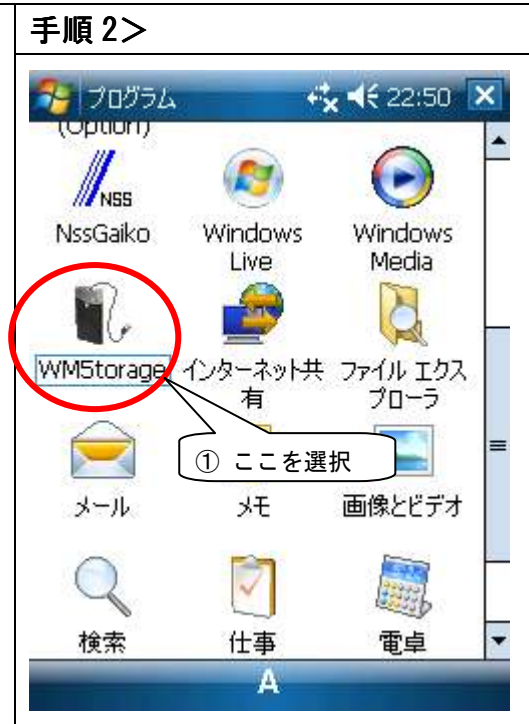 手順 2>
プログラム 22:50
(Option)
NSS
NssGaiko Windows Live Windows Media
WM5torage インターネット共有 ファイル エクスプローラ
① ここを選択
メール メモ 画像とビデオ
検索 仕事 電卓
A